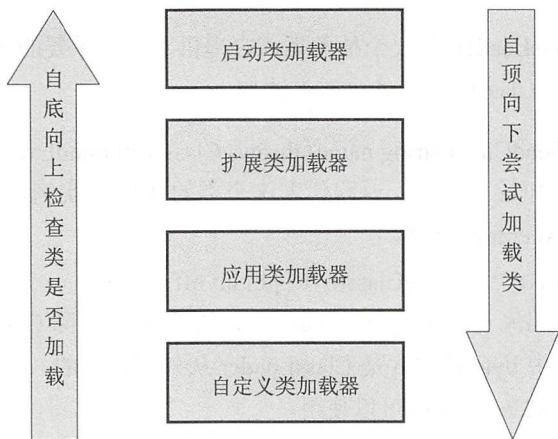 自底向上检查类是否加载
启动类加载器
扩展类加载器
应用类加载器
自定义类加载器
自顶向下尝试加载类